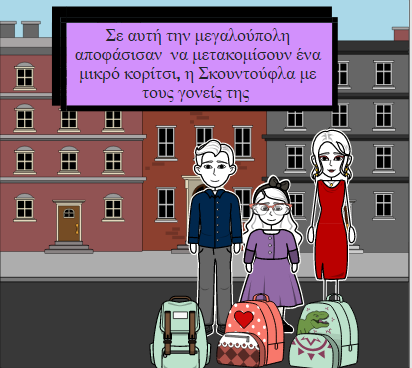 Σε αυτή την μεγαλούπολη
αποφάσισαν να μετακομίσουν ένα
μικρό κορίτσι, η Σκουντούφλα με
τους γονείς της